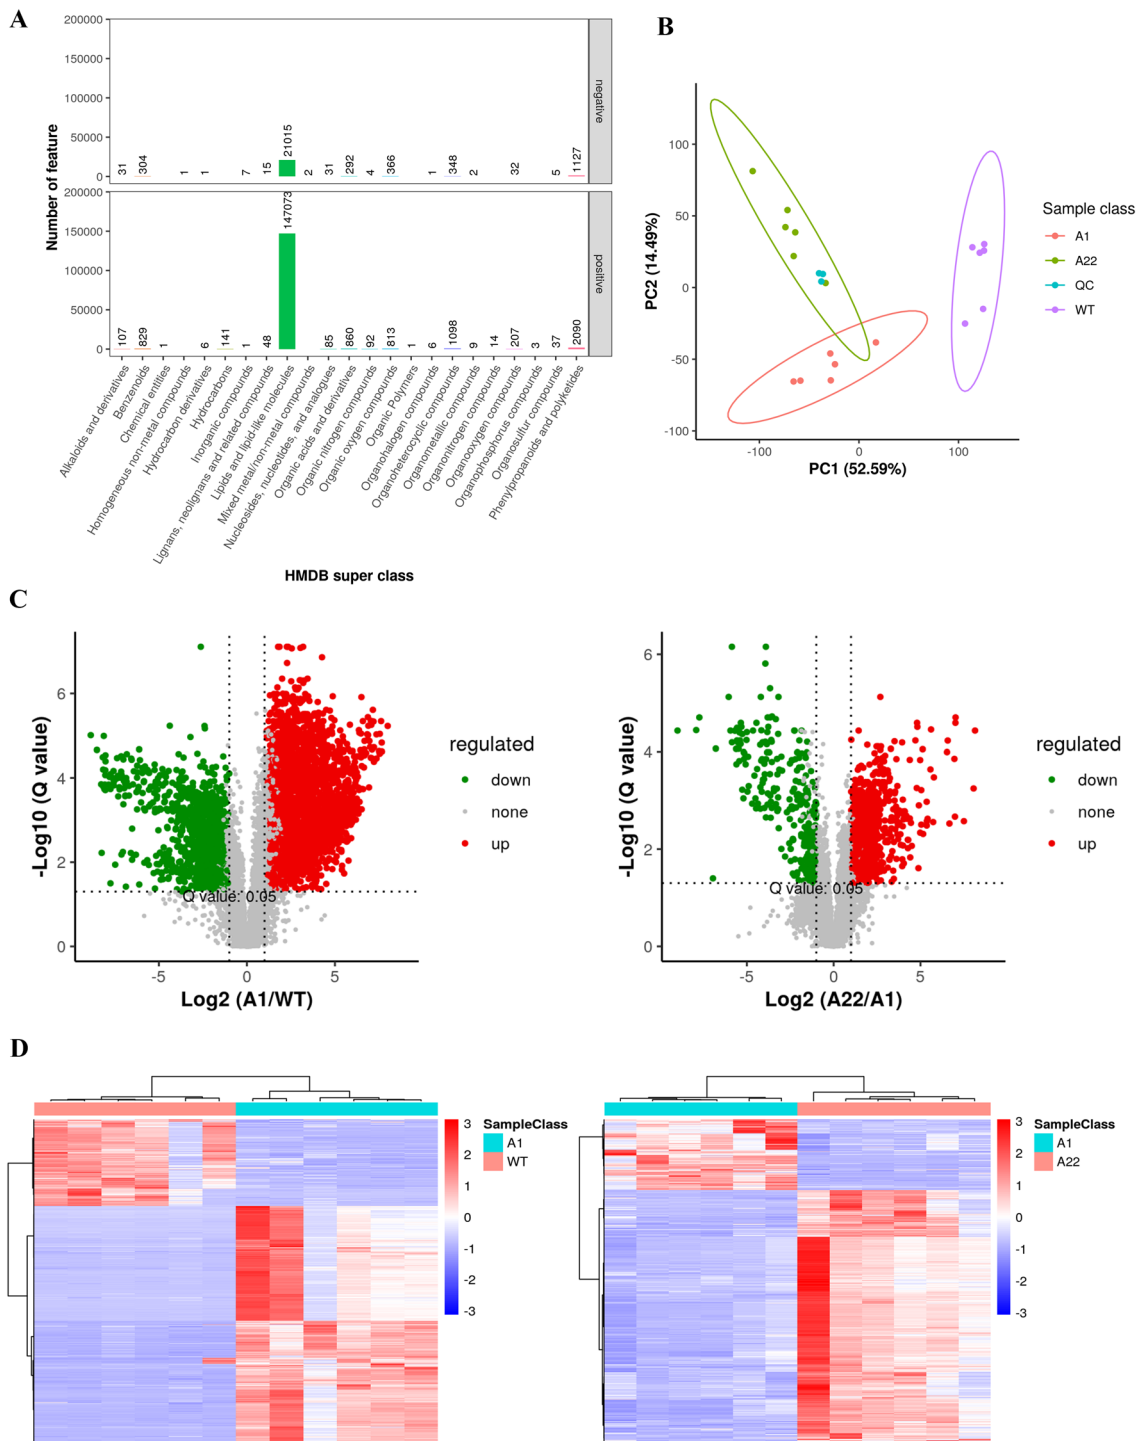 A
Number of feature
200000
150000
100000
50000
0
31
304
1
1
7
15
21015
2
31
292
4
366
1
348
2
32
5
1127
negative
200000
150000
100000
50000
0
107
829
1
6
141
1
48
147073
85
860
92
813
1
6
1098
9
14
207
3
37
2090
positive
Alkaloids and derivatives
Benzenoids
Chemical entities
Homogeneous non-metal compounds
Hydrocarbon derivatives
Hydrocarbons
Inorganic compounds
Lignans, neolignans and related compounds
Lipids and lipid-like molecules
Mixed metal/non-metal compounds
Nucleosides, nucleotides, and analogues
Organic acids and derivatives
Organic nitrogen compounds
Organic oxygen compounds
Organic Polymers
Organohalogen compounds
Organoheterocyclic compounds
Organometallic compounds
Organonitrogen compounds
Organooxygen compounds
Organophosphorus compounds
Organosulfur compounds
Phenylpropanoids and polyketides
HMDB super class
B
PC2 (14.49%)
100
50
0
-50
-100
-100
0
100
PC1 (52.59%)
Sample class
A1
A22
QC
WT
C
-Log10 (Q value)
6
4
2
0
Q value: 0.05
-5
0
5
Log2 (A1/WT)
regulated
down
none
up
-Log10 (Q value)
6
4
2
0
Q value: 0.05
-5
0
5
Log2 (A22/A1)
regulated
down
none
up
D
3
2
1
0
-1
-2
-3
SampleClass
A1
WT
3
2
1
0
-1
-2
-3
SampleClass
A1
A22